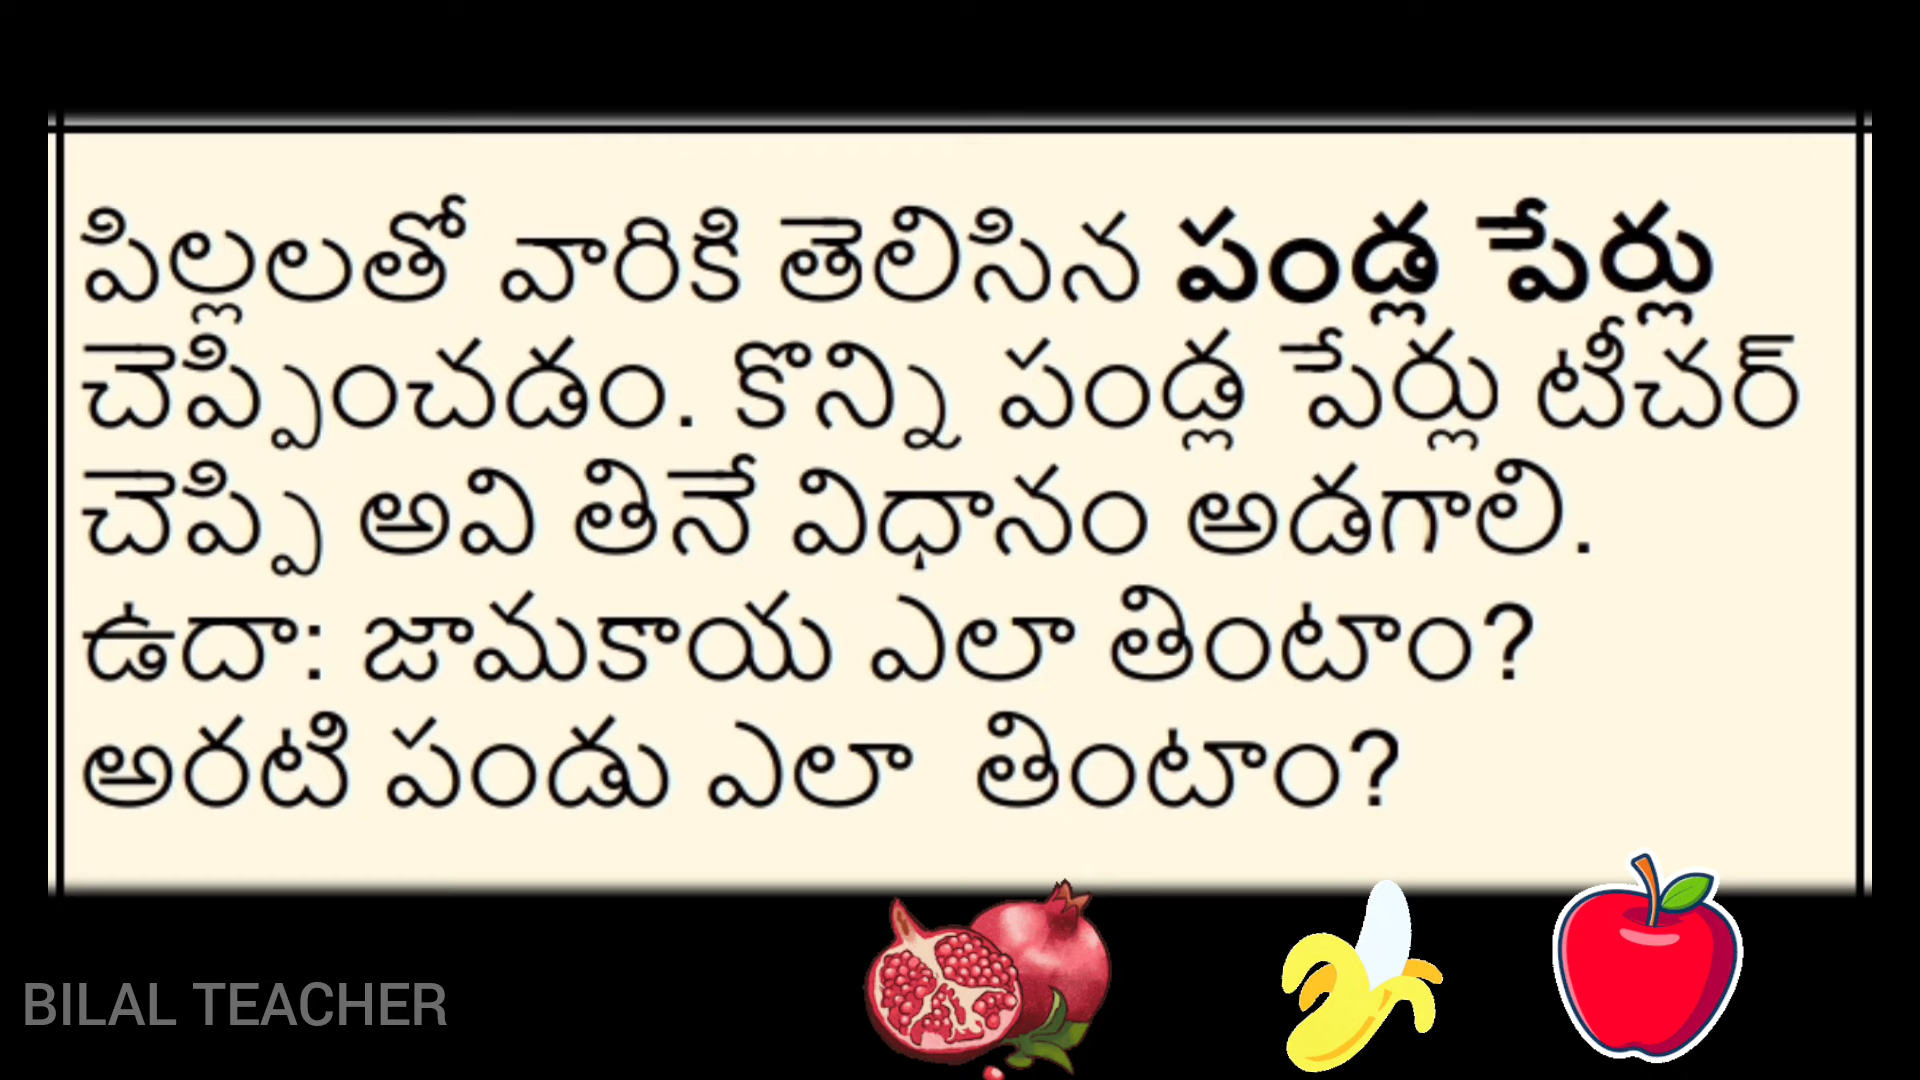 పిల్లలతో వారికి తెలిసిన పండ్ల పేర్లు
చెప్పించడం. కొన్ని పండ్ల పేర్లు టీచర్
చెప్పి అవి తినే విధానం అడగాలి.
ఉదా: జామకాయ ఎలా తింటాం?
అరటి పండు ఎలా తింటాం?
BILAL TEACHER